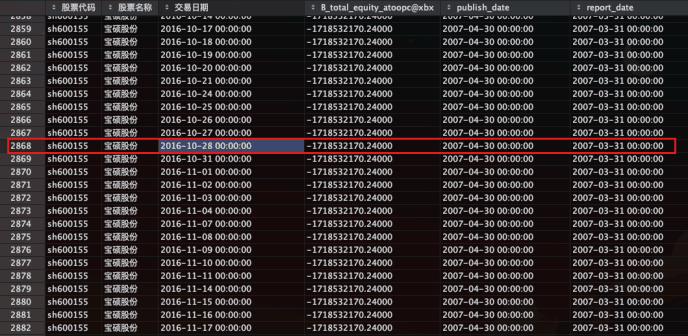 股票代码 股票名称 交易日期 B_total_equity_atoopc@xbx publish_date report_date
2859 sh600155 宝硕股份 2016-10-17 00:00:00 -1718532170.24000 2007-04-30 00:00:00 2007-03-31 00:00:00
2860 sh600155 宝硕股份 2016-10-18 00:00:00 -1718532170.24000 2007-04-30 00:00:00 2007-03-31 00:00:00
2861 sh600155 宝硕股份 2016-10-19 00:00:00 -1718532170.24000 2007-04-30 00:00:00 2007-03-31 00:00:00
2862 sh600155 宝硕股份 2016-10-20 00:00:00 -1718532170.24000 2007-04-30 00:00:00 2007-03-31 00:00:00
2863 sh600155 宝硕股份 2016-10-21 00:00:00 -1718532170.24000 2007-04-30 00:00:00 2007-03-31 00:00:00
2864 sh600155 宝硕股份 2016-10-24 00:00:00 -1718532170.24000 2007-04-30 00:00:00 2007-03-31 00:00:00
2865 sh600155 宝硕股份 2016-10-25 00:00:00 -1718532170.24000 2007-04-30 00:00:00 2007-03-31 00:00:00
2866 sh600155 宝硕股份 2016-10-26 00:00:00 -1718532170.24000 2007-04-30 00:00:00 2007-03-31 00:00:00
2867 sh600155 宝硕股份 2016-10-27 00:00:00 -1718532170.24000 2007-04-30 00:00:00 2007-03-31 00:00:00
2868 sh600155 宝硕股份 2016-10-28 00:00:00 -1718532170.24000 2007-04-30 00:00:00 2007-03-31 00:00:00
2869 sh600155 宝硕股份 2016-10-31 00:00:00 -1718532170.24000 2007-04-30 00:00:00 2007-03-31 00:00:00
2870 sh600155 宝硕股份 2016-11-01 00:00:00 -1718532170.24000 2007-04-30 00:00:00 2007-03-31 00:00:00
2871 sh600155 宝硕股份 2016-11-02 00:00:00 -1718532170.24000 2007-04-30 00:00:00 2007-03-31 00:00:00
2872 sh600155 宝硕股份 2016-11-03 00:00:00 -1718532170.24000 2007-04-30 00:00:00 2007-03-31 00:00:00
2873 sh600155 宝硕股份 2016-11-04 00:00:00 -1718532170.24000 2007-04-30 00:00:00 2007-03-31 00:00:00
2874 sh600155 宝硕股份 2016-11-07 00:00:00 -1718532170.24000 2007-04-30 00:00:00 2007-03-31 00:00:00
2875 sh600155 宝硕股份 2016-11-08 00:00:00 -1718532170.24000 2007-04-30 00:00:00 2007-03-31 00:00:00
2876 sh600155 宝硕股份 2016-11-09 00:00:00 -1718532170.24000 2007-04-30 00:00:00 2007-03-31 00:00:00
2877 sh600155 宝硕股份 2016-11-10 00:00:00 -1718532170.24000 2007-04-30 00:00:00 2007-03-31 00:00:00
2878 sh600155 宝硕股份 2016-11-11 00:00:00 -1718532170.24000 2007-04-30 00:00:00 2007-03-31 00:00:00
2879 sh600155 宝硕股份 2016-11-14 00:00:00 -1718532170.24000 2007-04-30 00:00:00 2007-03-31 00:00:00
2880 sh600155 宝硕股份 2016-11-15 00:00:00 -1718532170.24000 2007-04-30 00:00:00 2007-03-31 00:00:00
2881 sh600155 宝硕股份 2016-11-16 00:00:00 -1718532170.24000 2007-04-30 00:00:00 2007-03-31 00:00:00
2882 sh600155 宝硕股份 2016-11-17 00:00:00 -1718532170.24000 2007-04-30 00:00:00 2007-03-31 00:00:00